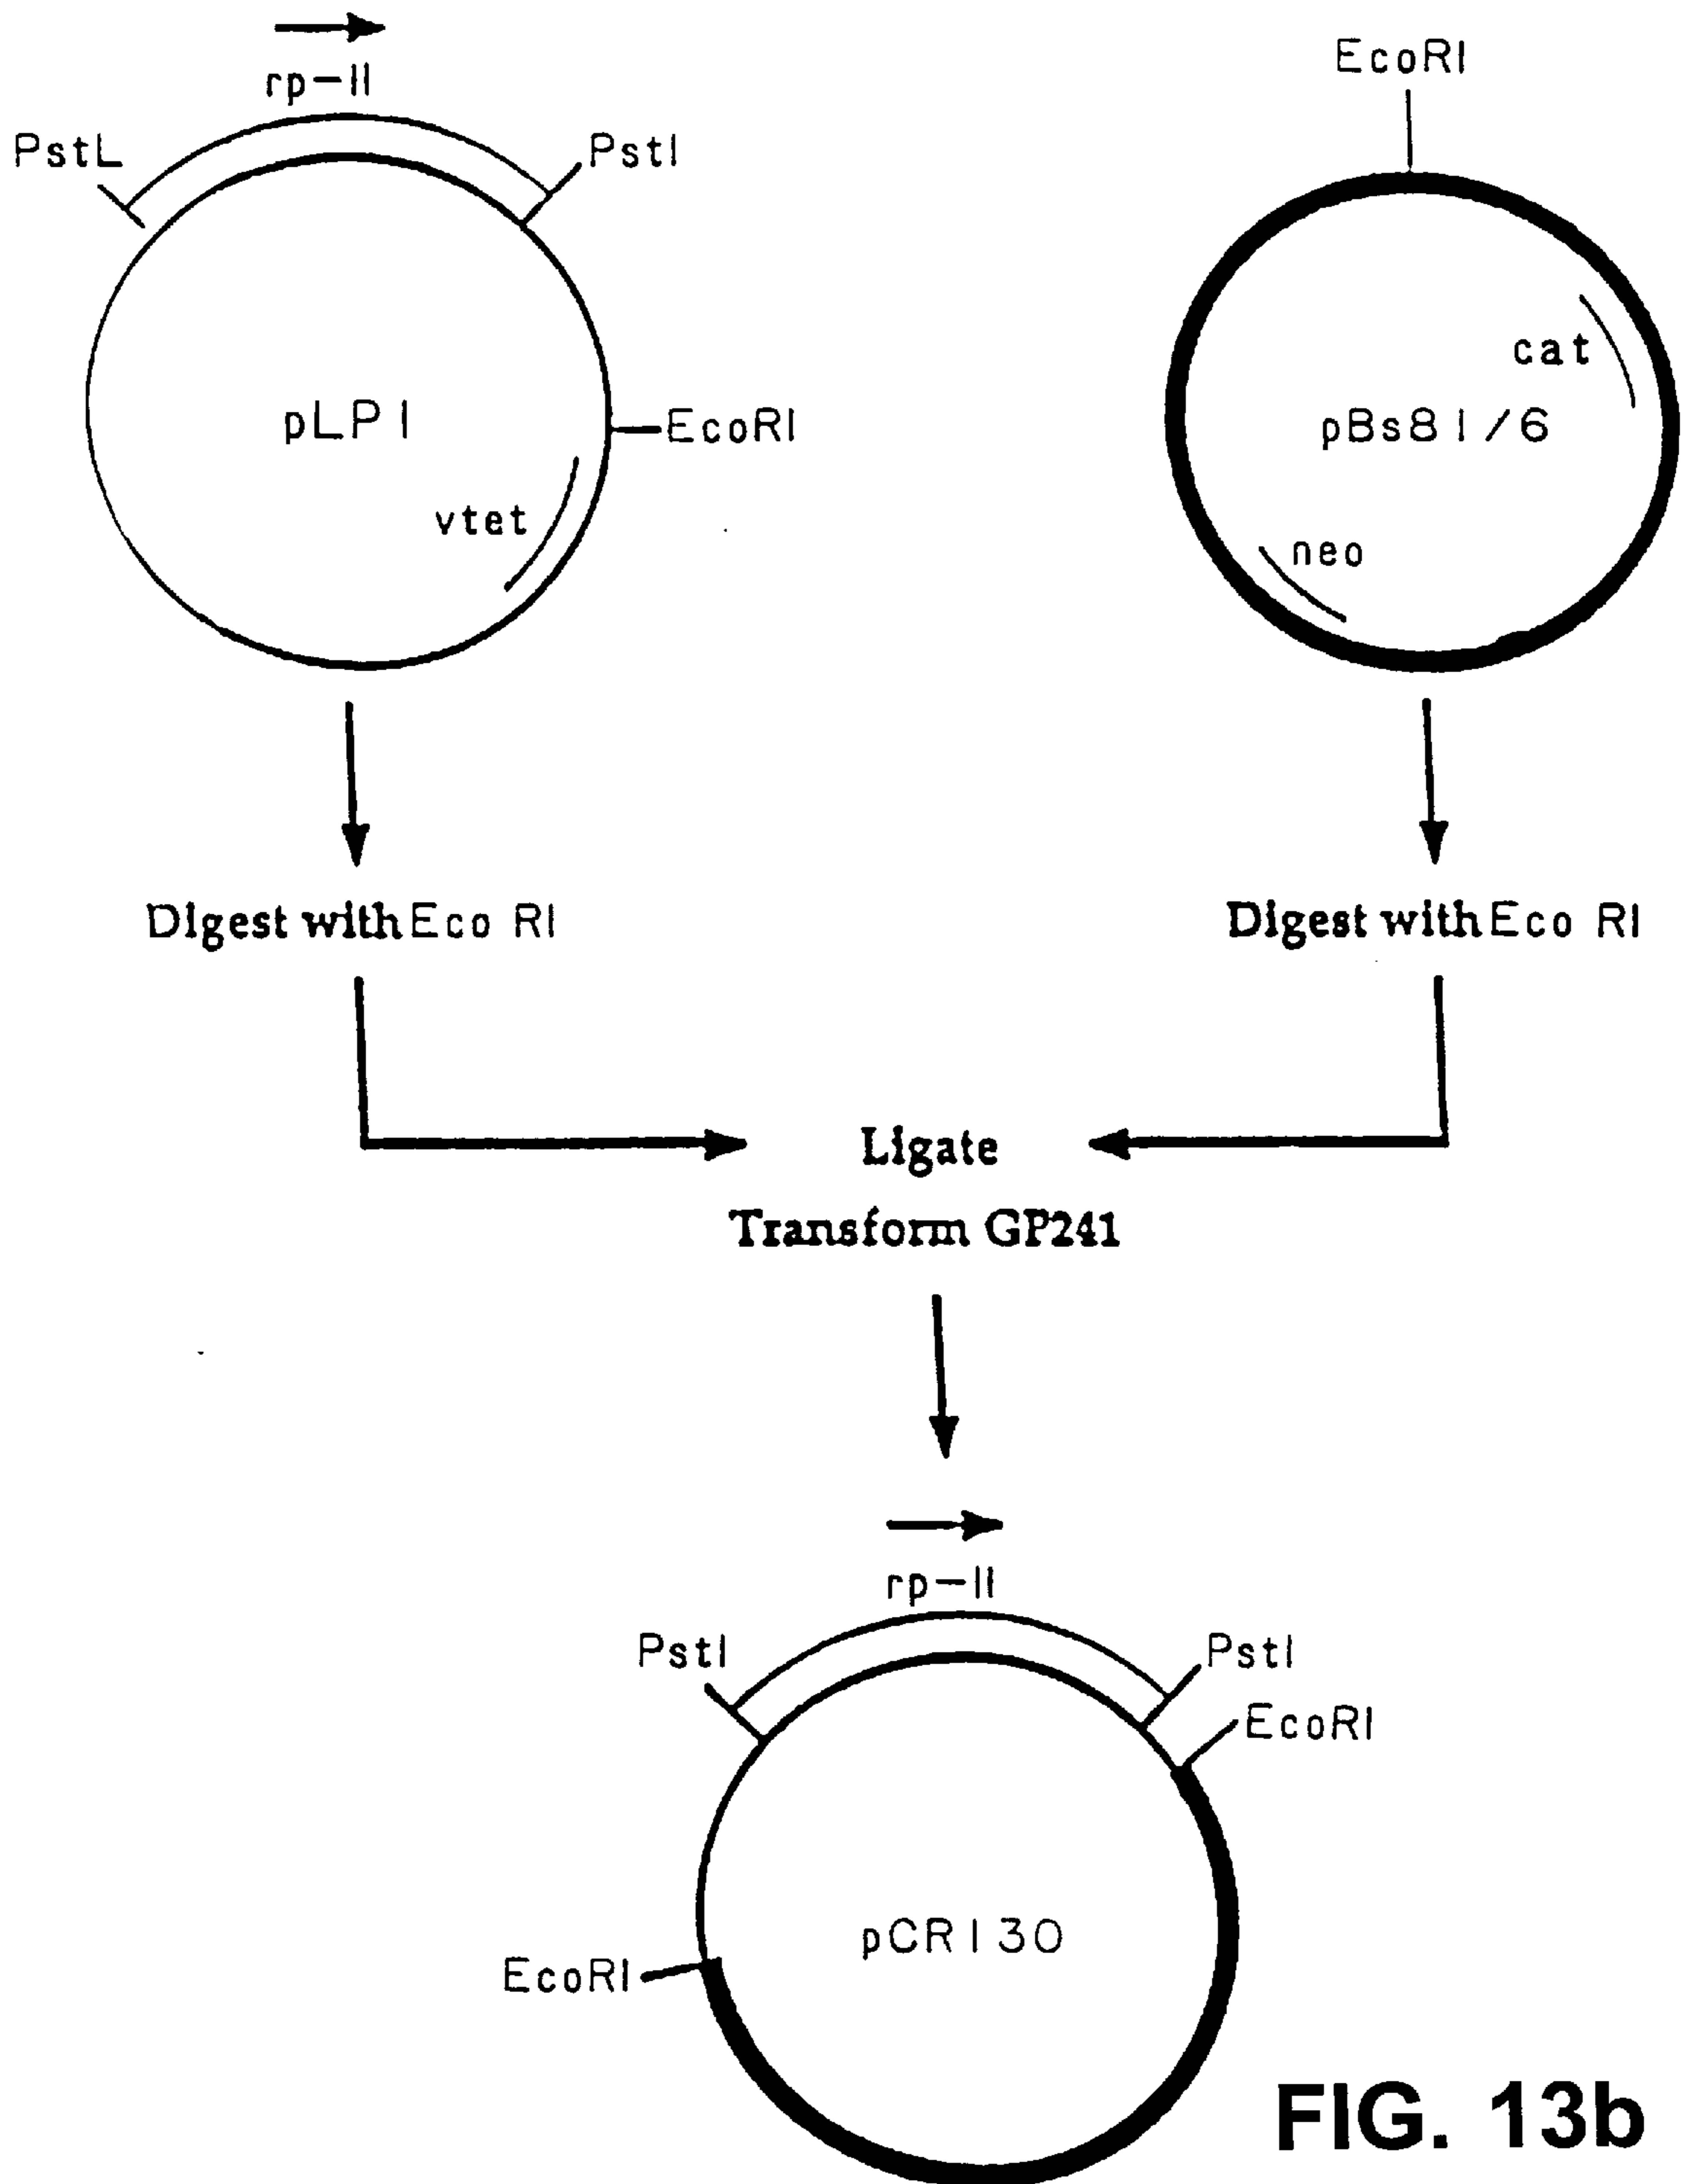 rp-II
PstL
PstI
pLP1
EcoRI
vtet
EcoRI
cat
pBs81/6
neo
Digest with Eco RI
Digest with Eco RI
Ligate
Transform GP241
rp-II
PstI
PstI
EcoRI
pCR130
EcoRI
FIG. 13b